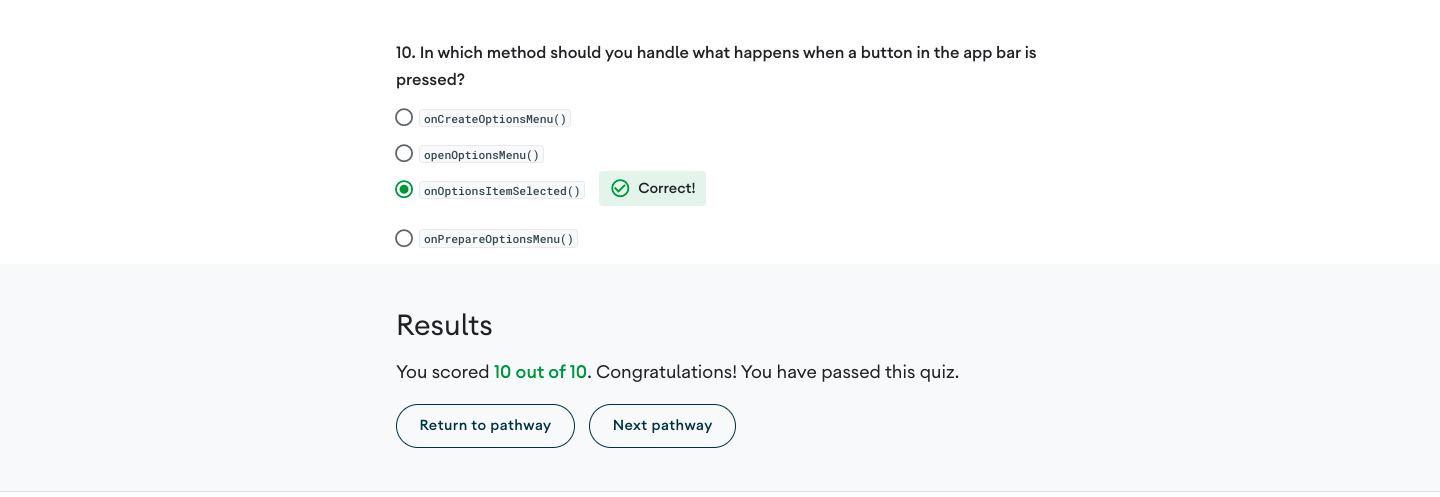 10. In which method should you handle what happens when a button in the app bar is
pressed?
onCreateOptionsMenu()
openOptionsMenu()
onOptionsItemSelected() Correct!
onPrepareOptionsMenu()
Results
You scored 10 out of 10. Congratulations! You have passed this quiz.
Return to pathway Next pathway